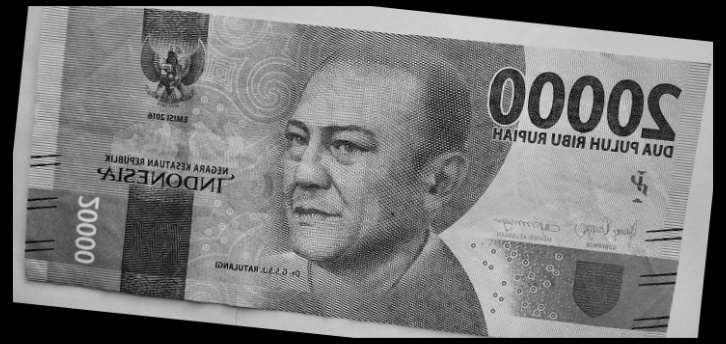 20000
DUA PULUH RIBU RUPIAH
EMISI 2016
NEGARA KESATUAN REPUBLIK
INDONESIA
20000
Dr. G.S.S.J. RATULANGI
GUBERNUR
MENTERI KEUANGAN